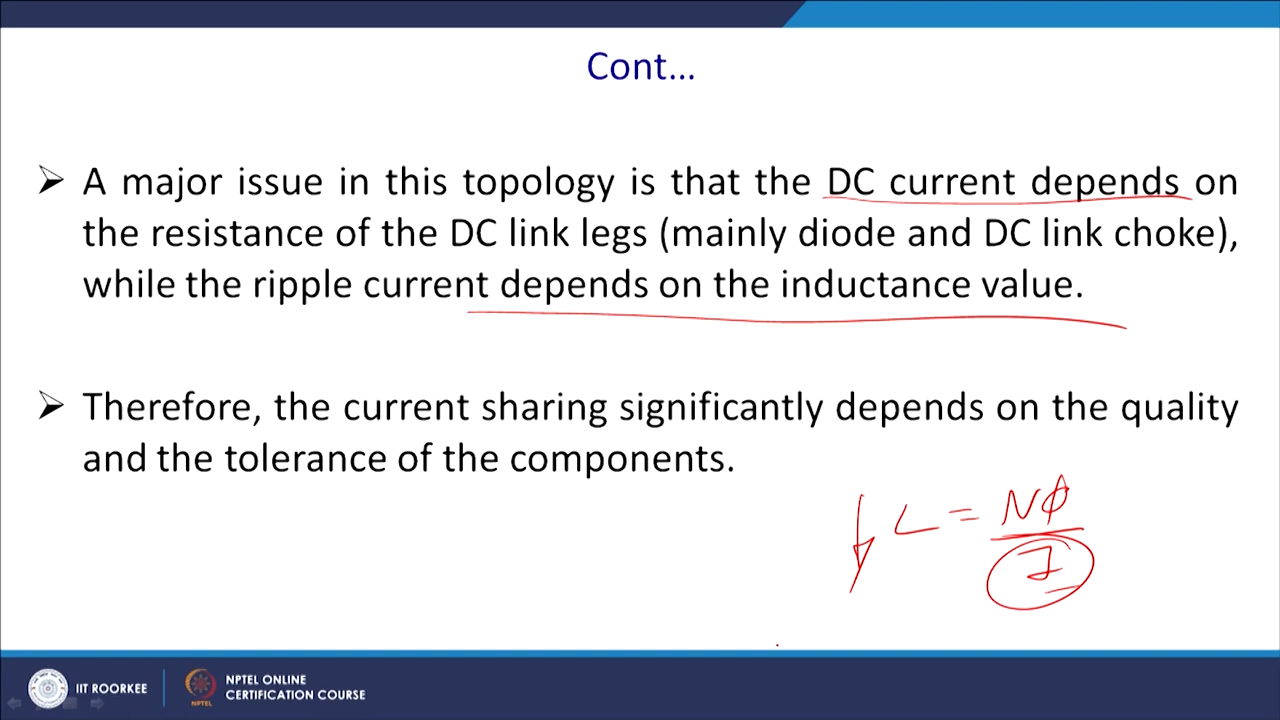 Cont...
➢ A major issue in this topology is that the DC current depends on
the resistance of the DC link legs (mainly diode and DC link choke),
while the ripple current depends on the inductance value.
➢ Therefore, the current sharing significantly depends on the quality
and the tolerance of the components.
↓ L = Nϕ
I
IIT ROORKEE
NPTEL
NPTEL ONLINE
CERTIFICATION COURSE